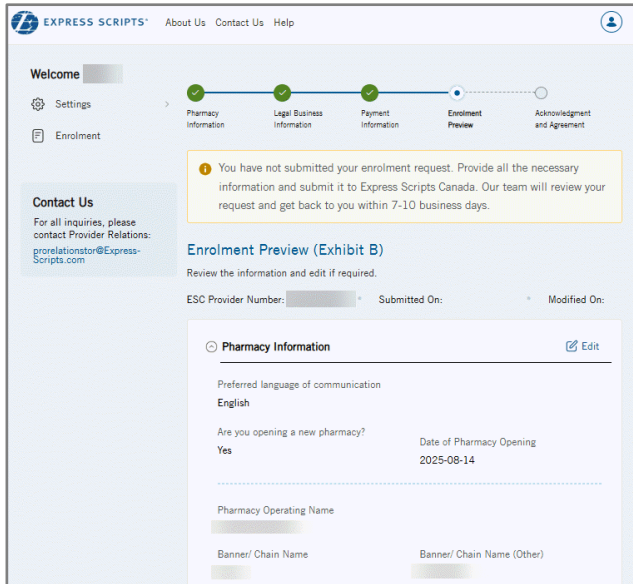 EXPRESS SCRIPTS® About Us Contact Us Help
Welcome
Settings
Enrolment
Pharmacy Information
Legal Business Information
Payment Information
Enrolment Preview
Acknowledgment and Agreement
You have not submitted your enrolment request. Provide all the necessary
information and submit it to Express Scripts Canada. Our team will review your
request and get back to you within 7-10 business days.
Contact Us
For all inquiries, please
contact Provider Relations:
prorelationstor@Express-
Scripts.com
Enrolment Preview (Exhibit B)
Review the information and edit if required.
ESC Provider Number: Submitted On: Modified On:
Pharmacy Information Edit
Preferred language of communication
English
Are you opening a new pharmacy?
Yes
Date of Pharmacy Opening
2025-08-14
Pharmacy Operating Name
Banner/ Chain Name Banner/ Chain Name (Other)